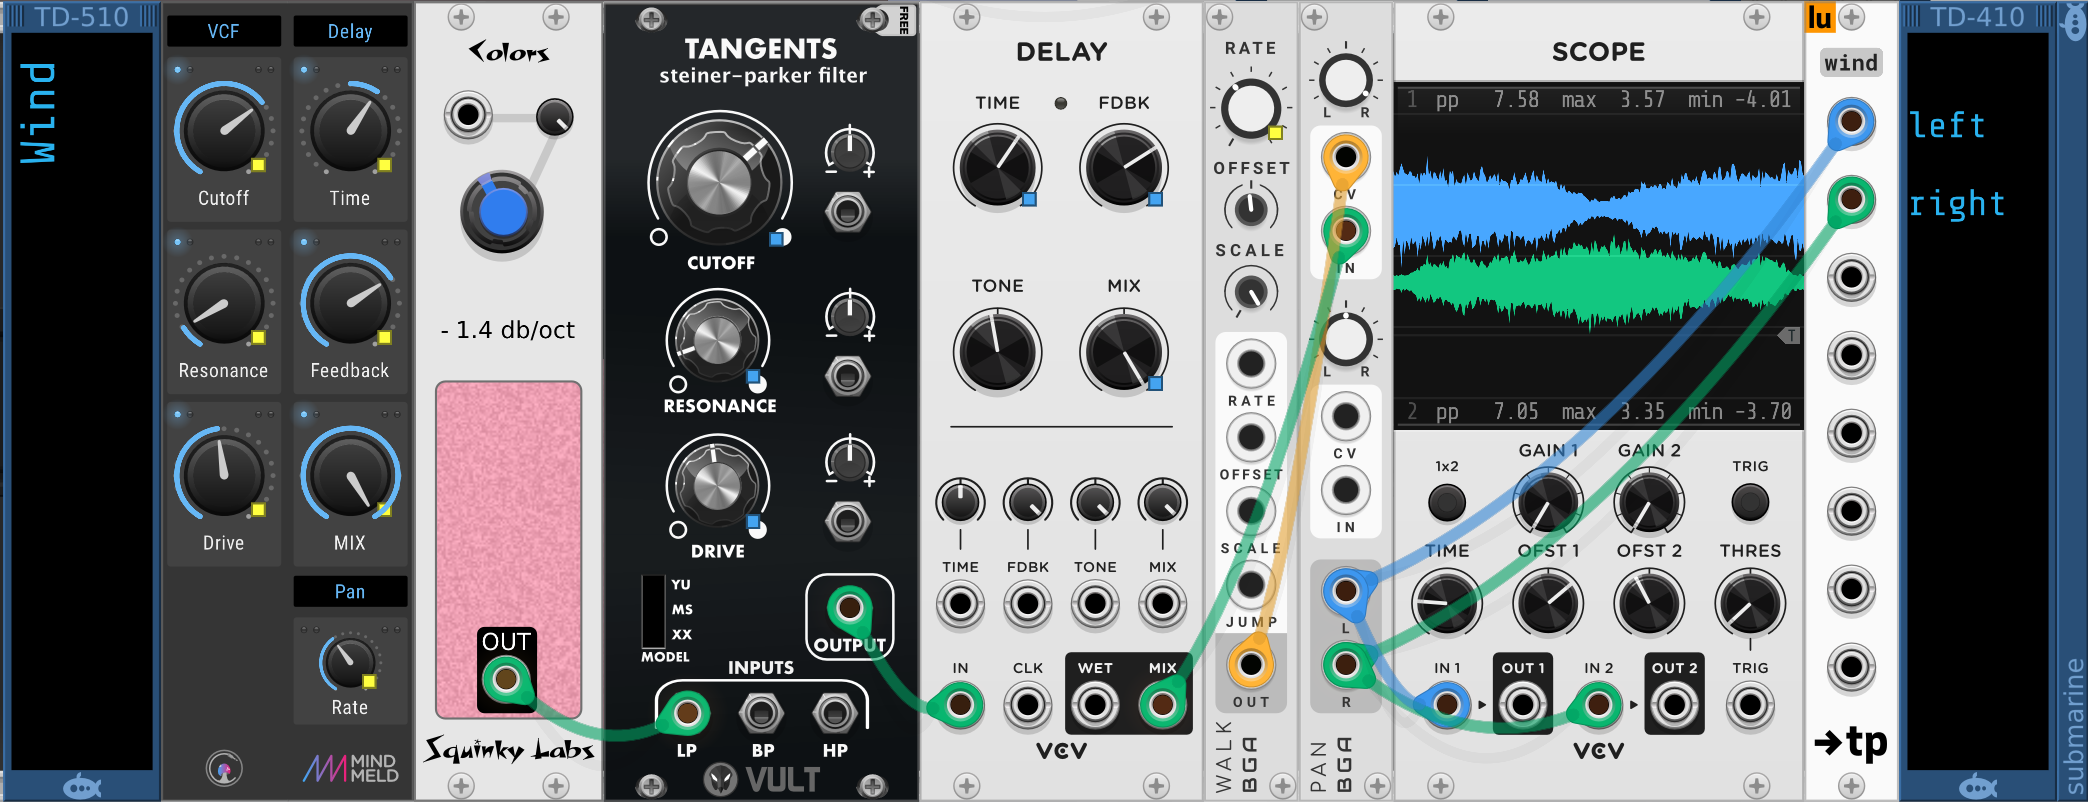 TD-510
Wind
VCF
Delay
Cutoff
Time
Resonance
Feedback
Drive
MIX
Pan
Rate
MIND
MELD
Colors
- 1.4 db/oct
OUT
Squinky Labs
FREE
TANGENTS
steiner-parker filter
CUTOFF
RESONANCE
DRIVE
YU
MS
XX
MODEL
OUTPUT
INPUTS
LP
BP
HP
VULT
DELAY
TIME
FDBK
TONE
MIX
TIME
FDBK
TONE
MIX
IN
CLK
WET
MIX
VCV
RATE
OFFSET
SCALE
RATE
OFFSET
SCALE
JUMP
OUT
WALK
BGA
L R
CV
IN
L R
CV
IN
L
R
PAN
BGA
SCOPE
1 pp 7.58 max 3.57 min -4.01
T
2 pp 7.05 max 3.35 min -3.70
1x2
GAIN 1
GAIN 2
TRIG
TIME
OFST 1
OFST 2
THRES
IN 1
OUT 1
IN 2
OUT 2
TRIG
VCV
lu
wind
→tp
TD-410
left
right
submarine